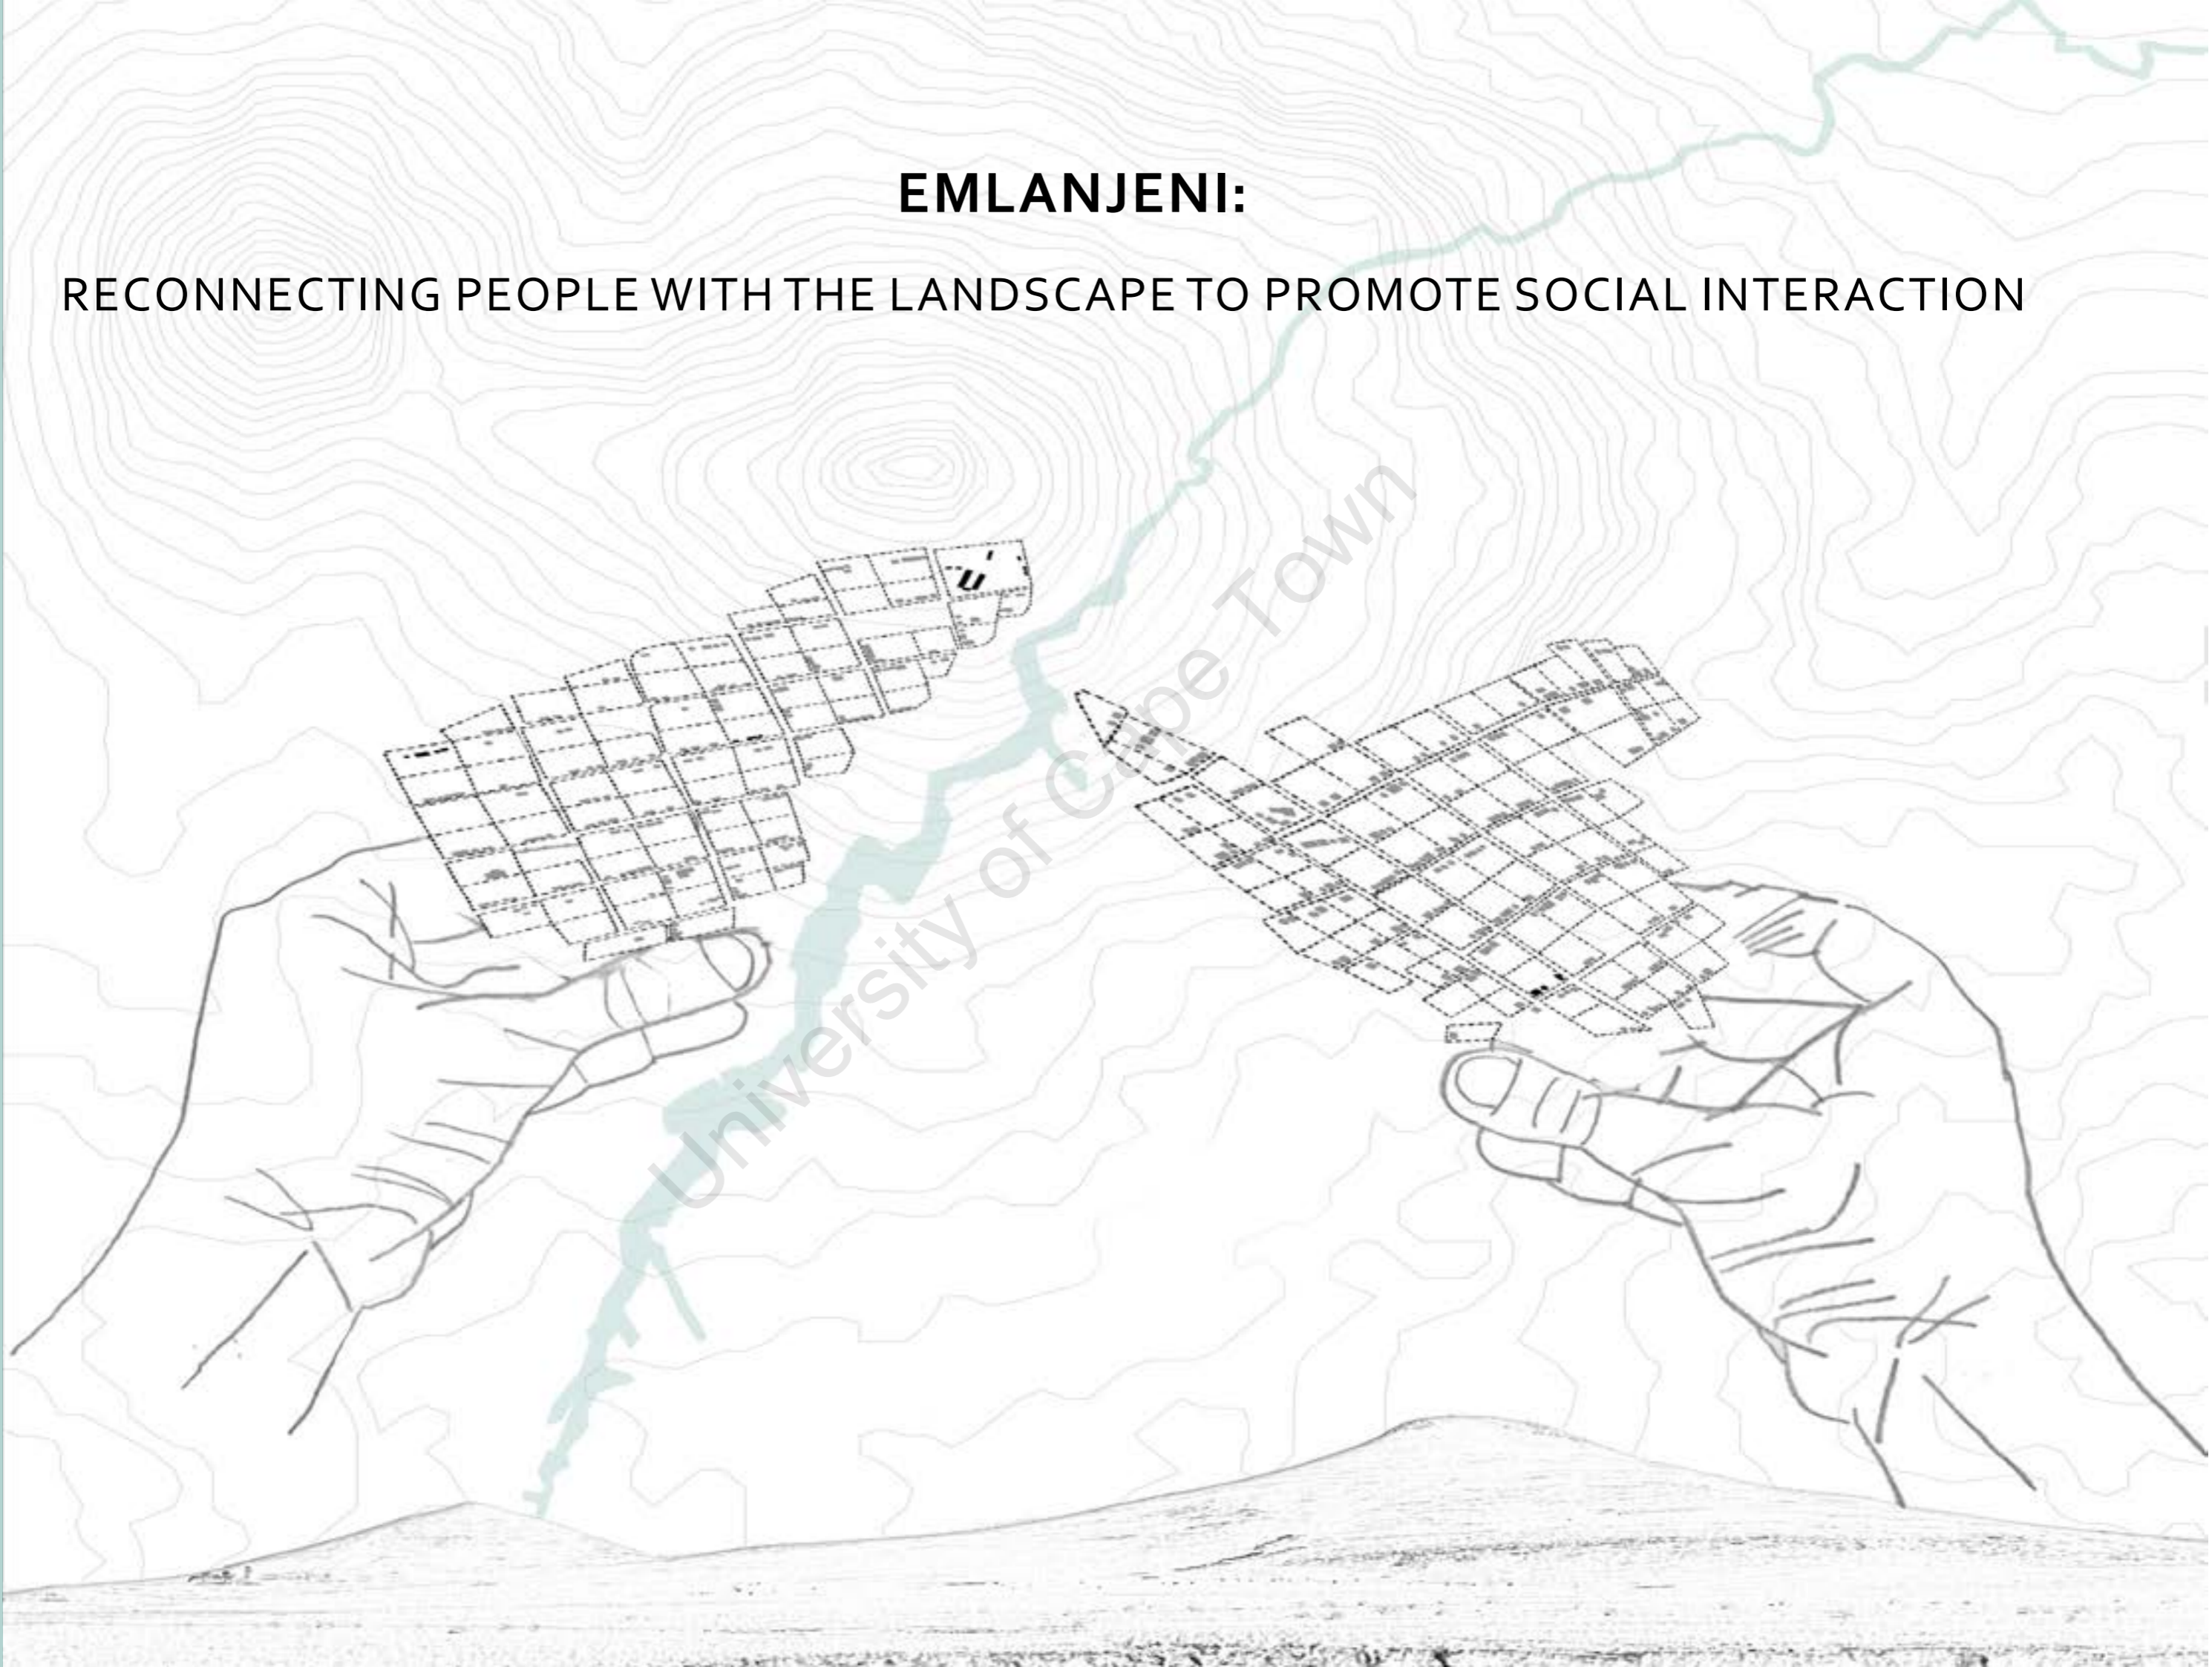 EMLANJENI:
RECONNECTING PEOPLE WITH THE LANDSCAPE TO PROMOTE SOCIAL INTERACTION
University of Cape Town